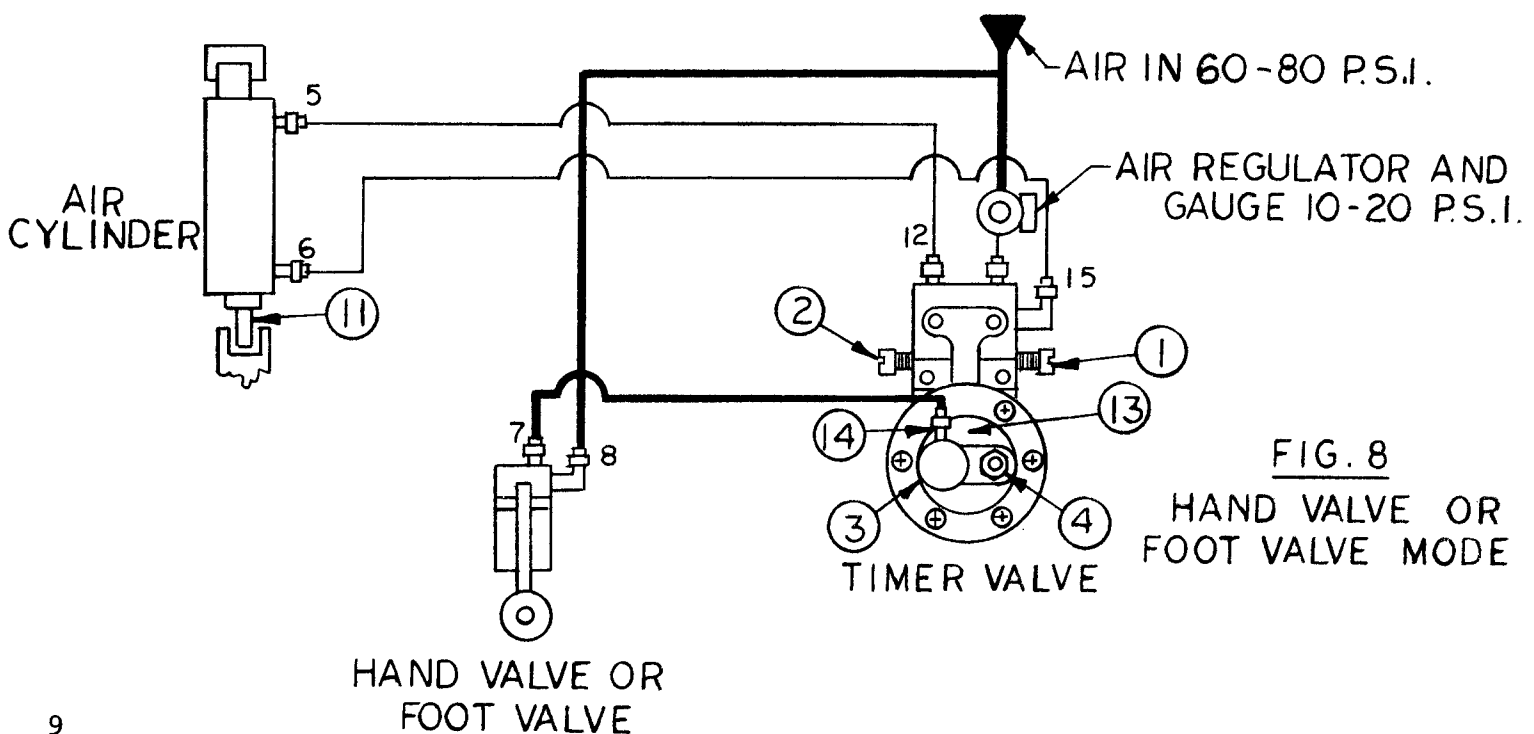 AIR IN 60-80 P.S.I.
5
AIR REGULATOR AND
GAUGE 10-20 P.S.I.
AIR
CYLINDER
6
12
15
11
2
1
13
14
7
8
FIG. 8
3
4
HAND VALVE OR
FOOT VALVE MODE
TIMER VALVE
HAND VALVE OR
FOOT VALVE
9